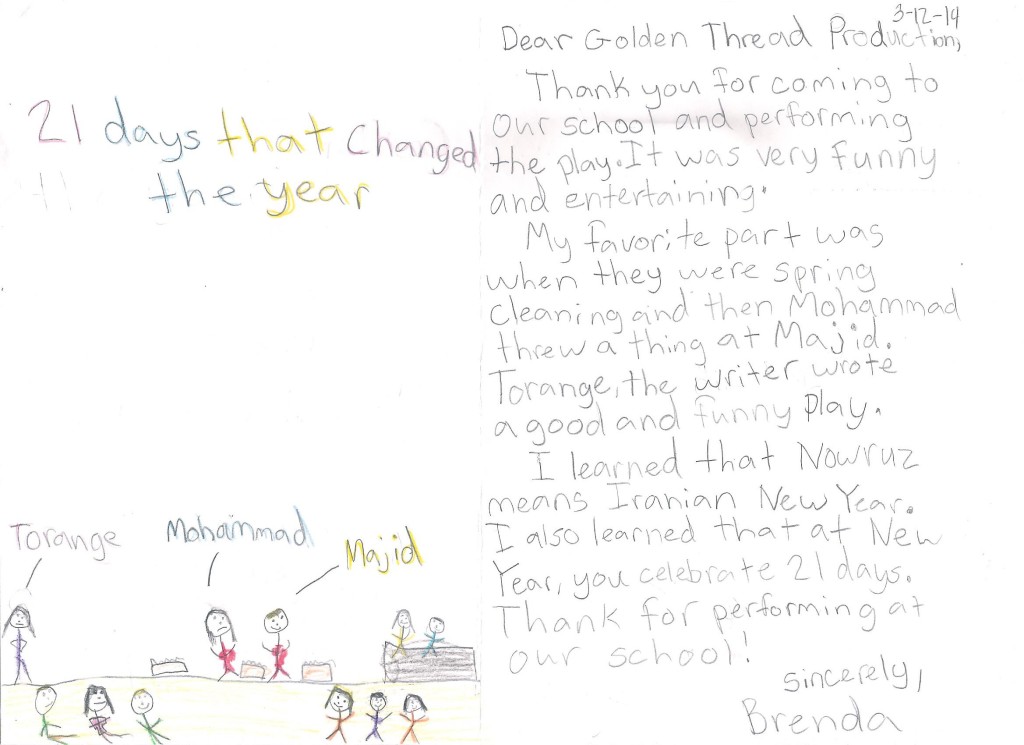 21 days that Changed
the year
Torange
Mohammad
Majid
3-12-14
Dear Golden Thread Production,
Thank you for coming to
our school and performing
the play. It was very funny
and entertaining.
My favorite part was
when they were spring
cleaning and then Mohammad
threw a thing at Majid.
Torange, the writer wrote
a good and funny play.
I learned that Nowruz
means Iranian New Year.
I also learned that at New
Year, you celebrate 21 days.
Thank for performing at
our school!
sincerely,
Brenda